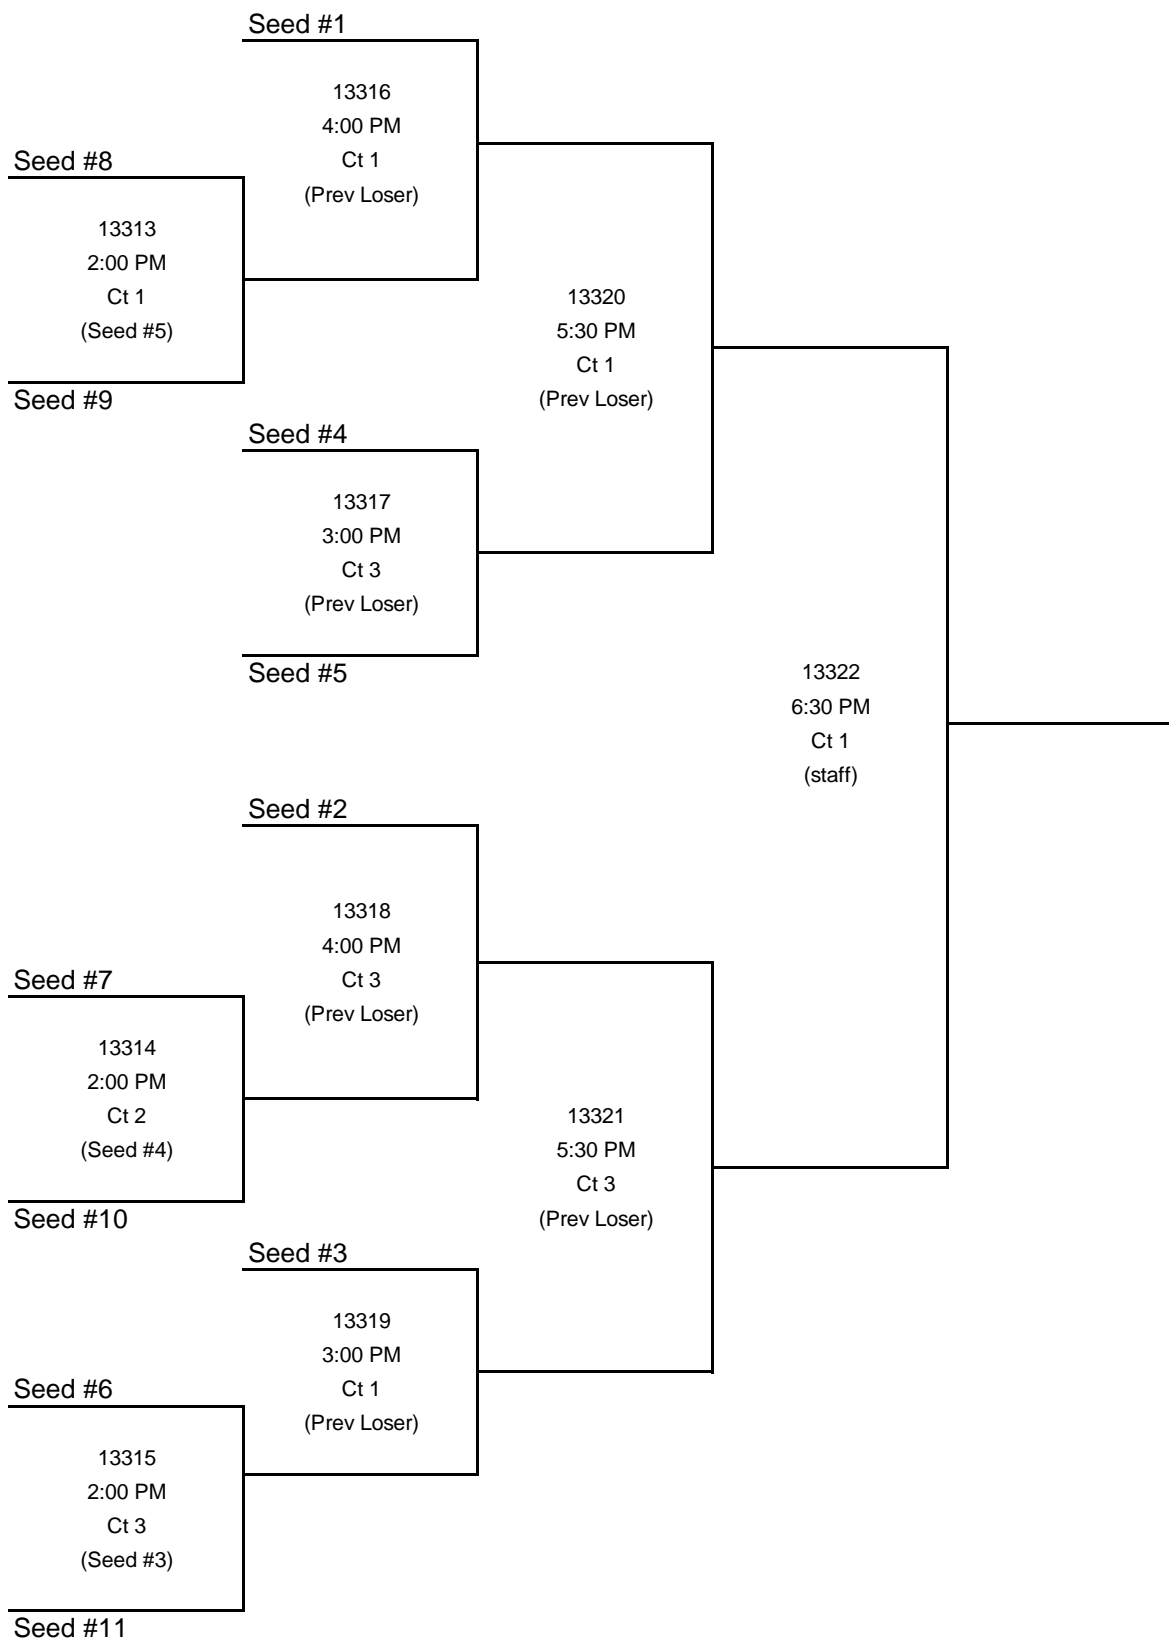 Seed #1
13316
4:00 PM
Ct 1
(Prev Loser)
Seed #8
13313
2:00 PM
Ct 1
(Seed #5)
Seed #9
13320
5:30 PM
Ct 1
(Prev Loser)
Seed #4
13317
3:00 PM
Ct 3
(Prev Loser)
Seed #5
13322
6:30 PM
Ct 1
(staff)
Seed #2
13318
4:00 PM
Ct 3
(Prev Loser)
Seed #7
13314
2:00 PM
Ct 2
(Seed #4)
Seed #10
13321
5:30 PM
Ct 3
(Prev Loser)
Seed #3
13319
3:00 PM
Ct 1
(Prev Loser)
Seed #6
13315
2:00 PM
Ct 3
(Seed #3)
Seed #11